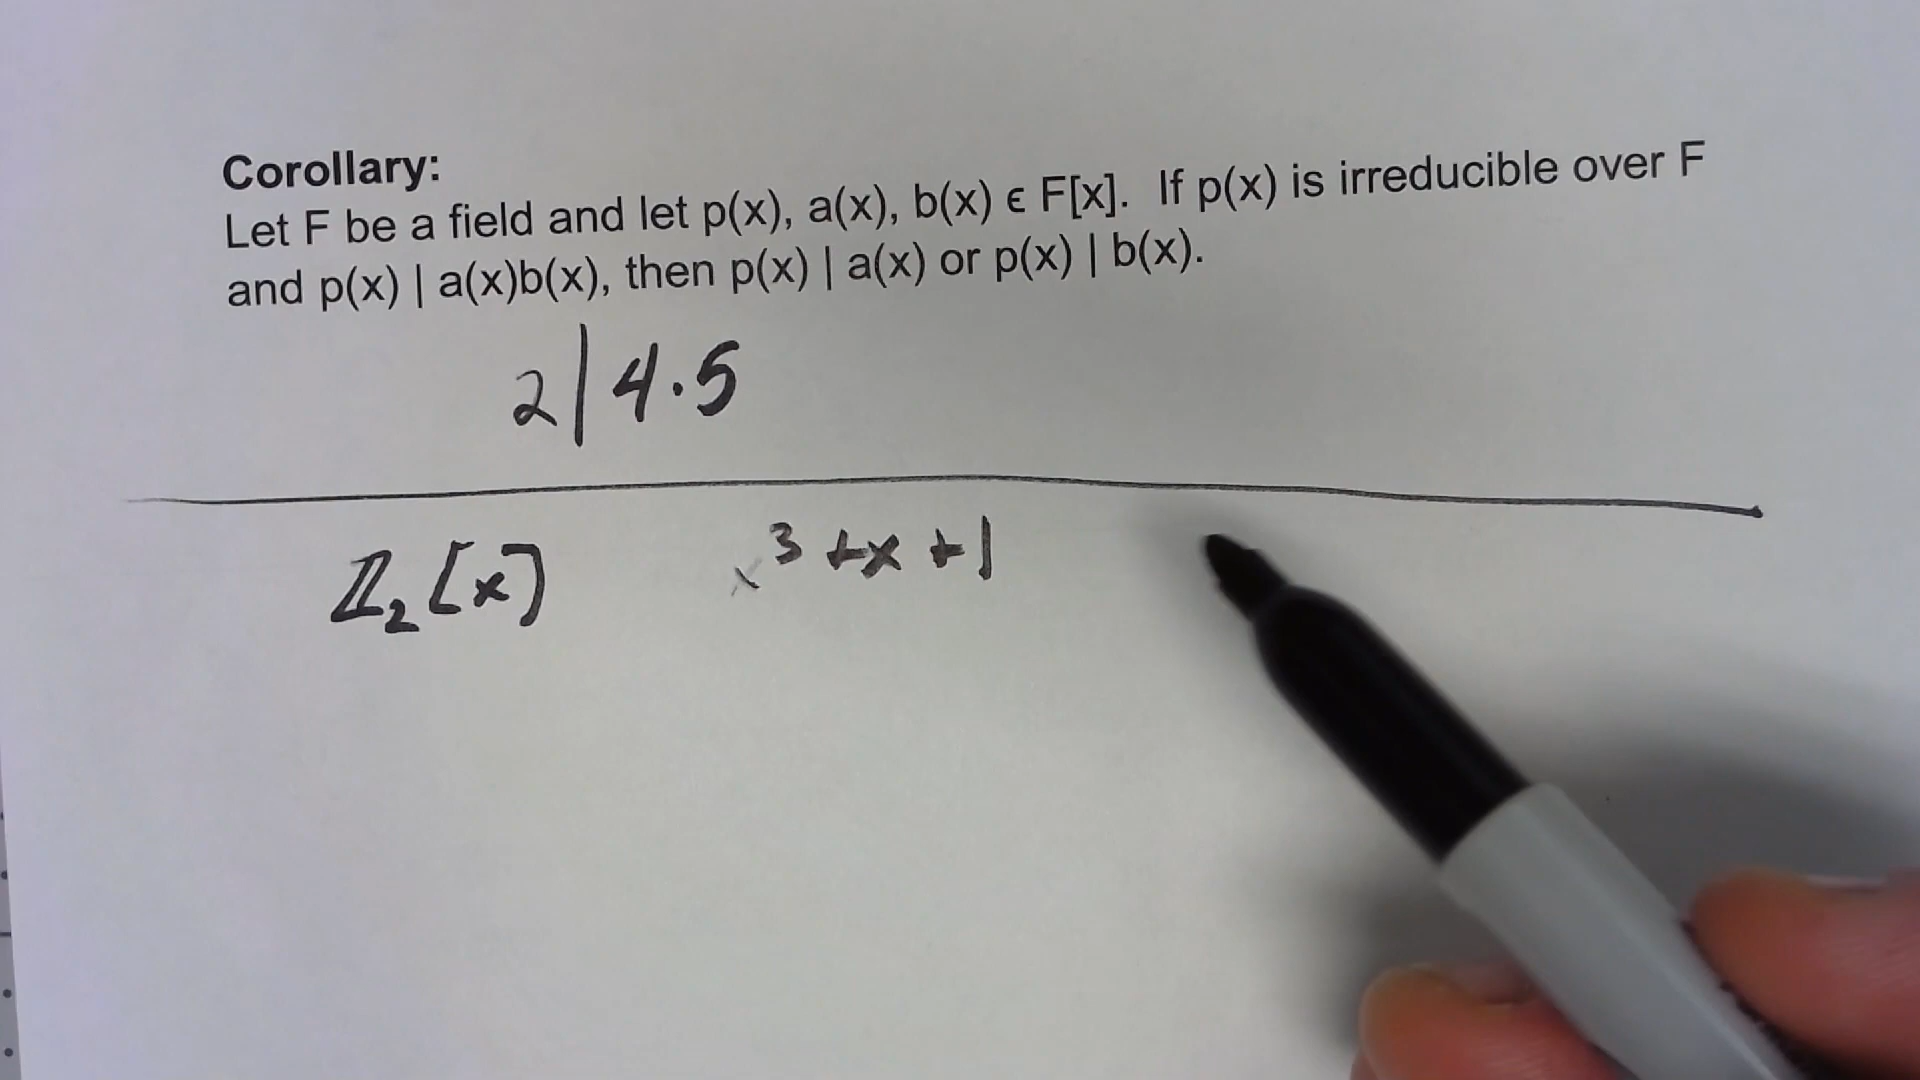 Corollary:
Let F be a field and let p(x), a(x), b(x) ϵ F[x]. If p(x) is irreducible over F
and p(x) | a(x)b(x), then p(x) | a(x) or p(x) | b(x).
2|4·5
ℤ₂[x] x³+x+1